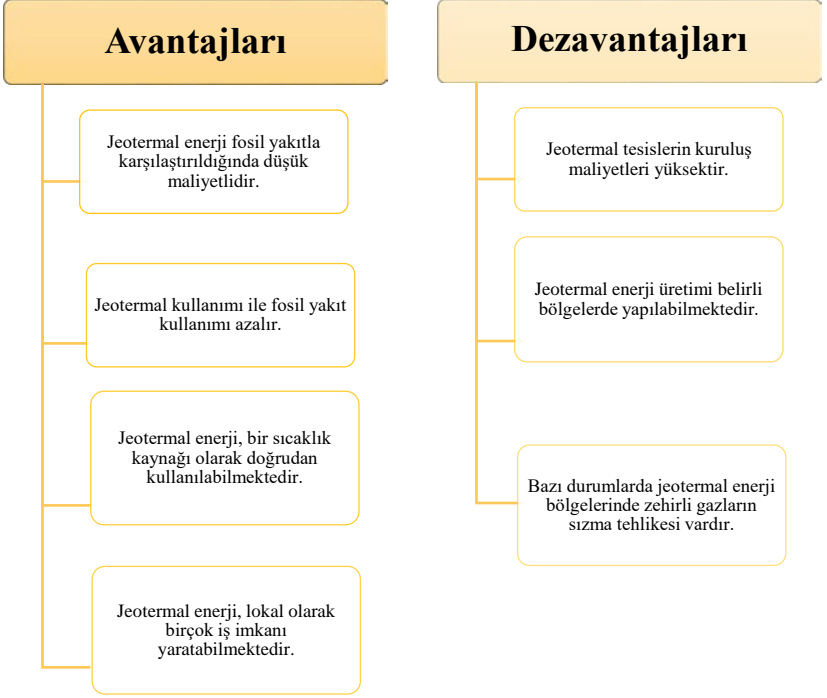 Avantajları
Jeotermal enerji fosil yakıtla
karşılaştırıldığında düşük
maliyetlidir.
Jeotermal kullanımı ile fosil yakıt
kullanımı azalır.
Jeotermal enerji, bir sıcaklık
kaynağı olarak doğrudan
kullanılabilmektedir.
Jeotermal enerji, lokal olarak
birçok iş imkanı
yaratabilmektedir.
Dezavantajları
Jeotermal tesislerin kuruluş
maliyetleri yüksektir.
Jeotermal enerji üretimi belirli
bölgelerde yapılabilmektedir.
Bazı durumlarda jeotermal enerji
bölgelerinde zehirli gazların
sızma tehlikesi vardır.